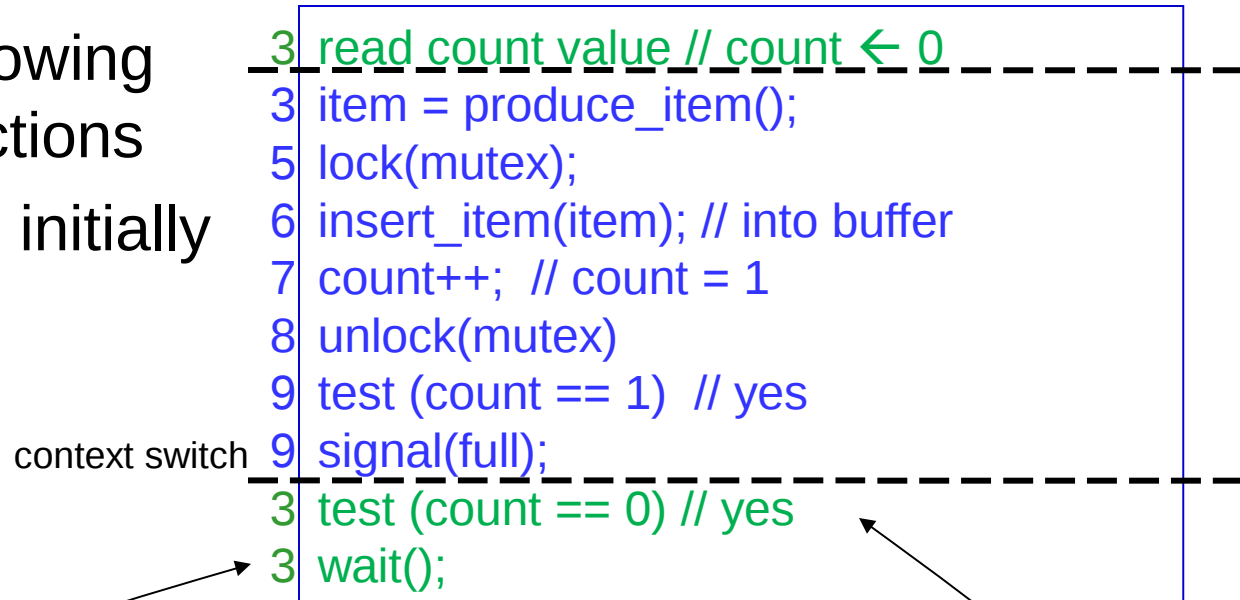 3 read count value // count ← 0
owing
3 item = produce_item();
ctions
5 lock(mutex);
initially
6 insert_item(item); // into buffer
7 count++; // count = 1
8 unlock(mutex)
9 test (count == 1) // yes
context switch 9 signal(full);
3 test (count == 0) // yes
3 wait();